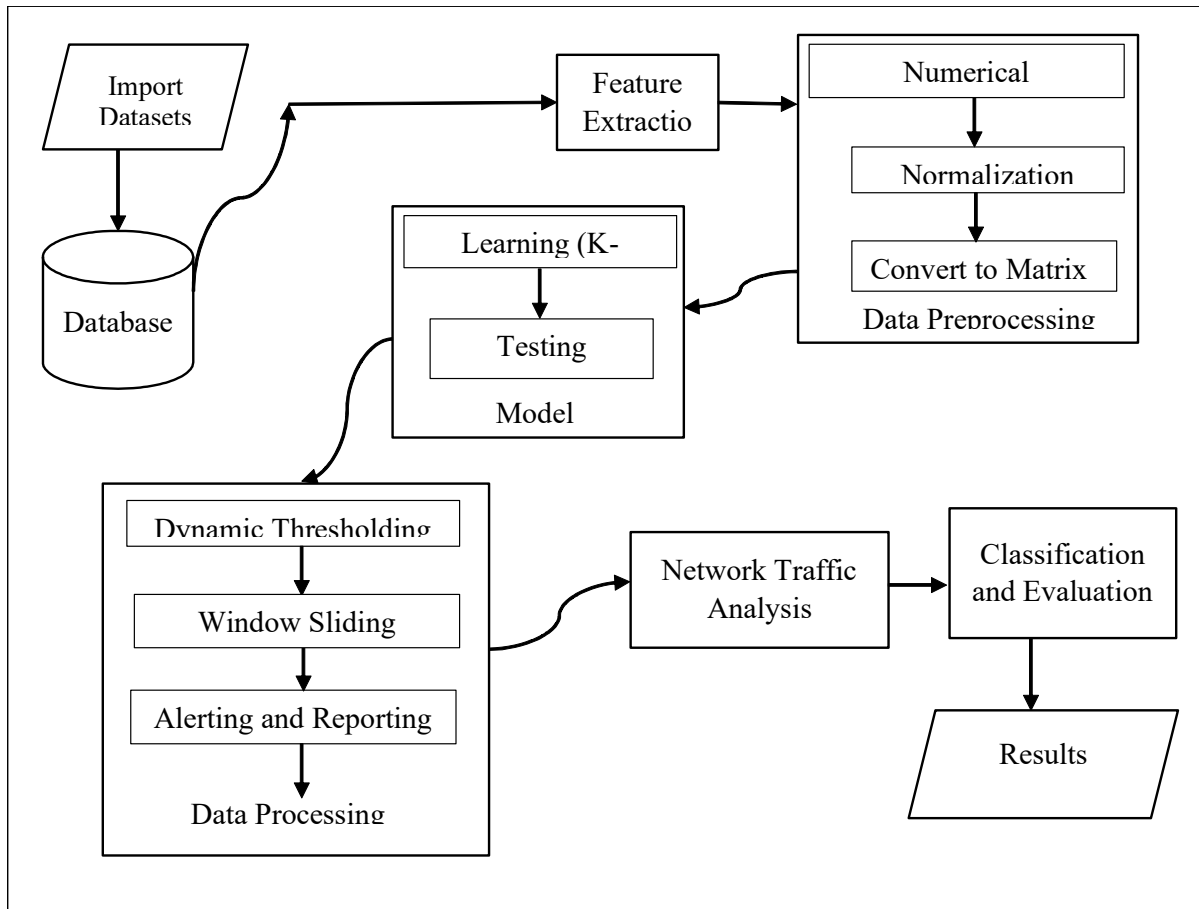 Import
Datasets
Database
Feature
Extractio
Numerical
Normalization
Convert to Matrix
Data Preprocessing
Learning (K-
Testing
Model
Dynamic Thresholding
Window Sliding
Alerting and Reporting
Data Processing
Network Traffic
Analysis
Classification
and Evaluation
Results